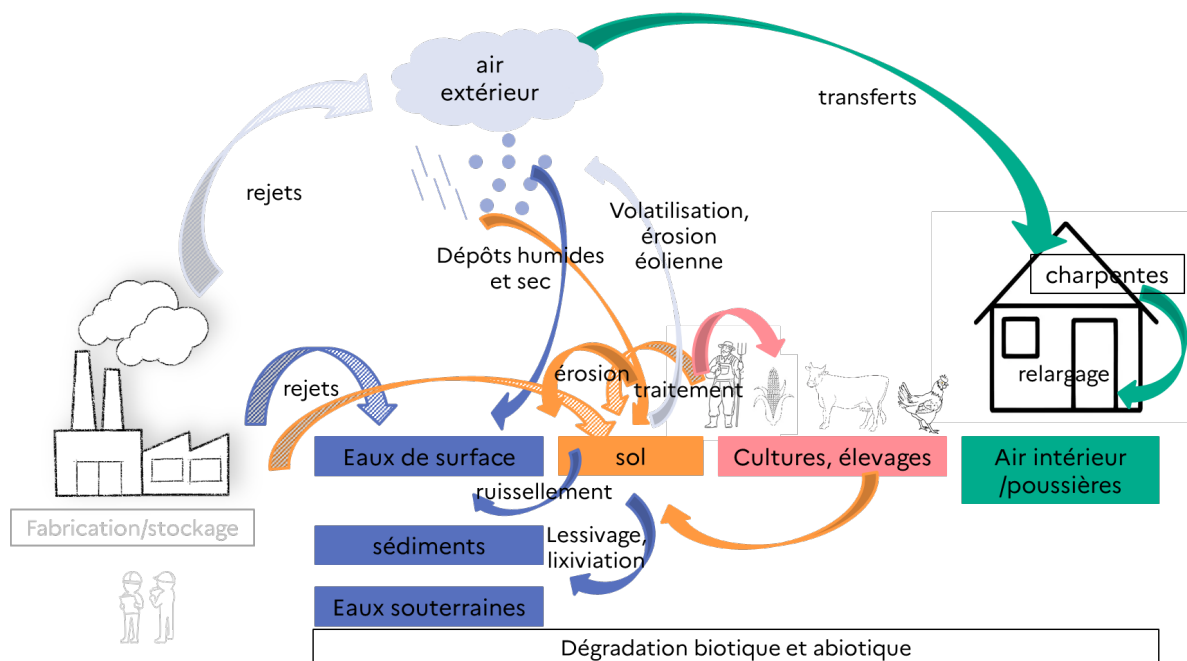 air
extérieur
transferts
rejets
Volatilisation,
érosion
éolienne
Dépôts humides
et sec
charpentes
rejets
érosion
traitement
relargage
Eaux de surface
sol
Cultures, élevages
Air intérieur
/poussières
ruissellement
Fabrication/stockage
sédiments
Lessivage,
lixiviation
Eaux souterraines
Dégradation biotique et abiotique